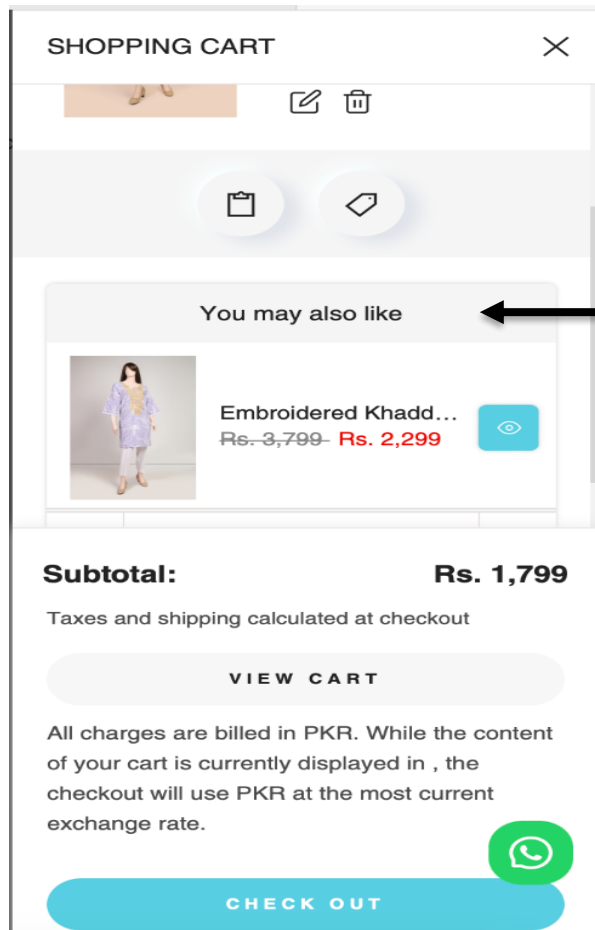 SHOPPING CART
You may also like
Embroidered Khadd...
Rs. 3,799 Rs. 2,299
Subtotal: Rs. 1,799
Taxes and shipping calculated at checkout
VIEW CART
All charges are billed in PKR. While the content
of your cart is currently displayed in , the
checkout will use PKR at the most current
exchange rate.
CHECK OUT